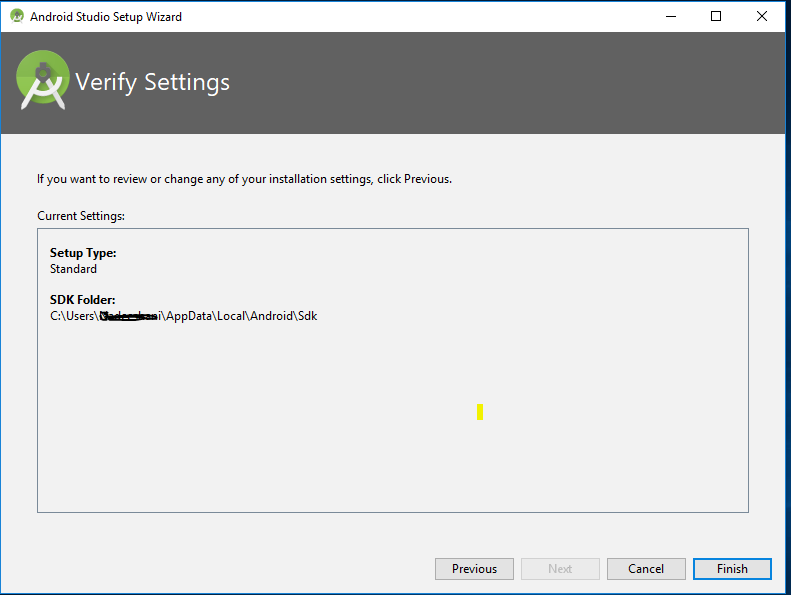 Android Studio Setup Wizard
Verify Settings
If you want to review or change any of your installation settings, click Previous.
Current Settings:
Setup Type:
Standard
SDK Folder:
C:\Users\ \AppData\Local\Android\Sdk
Previous Next Cancel Finish